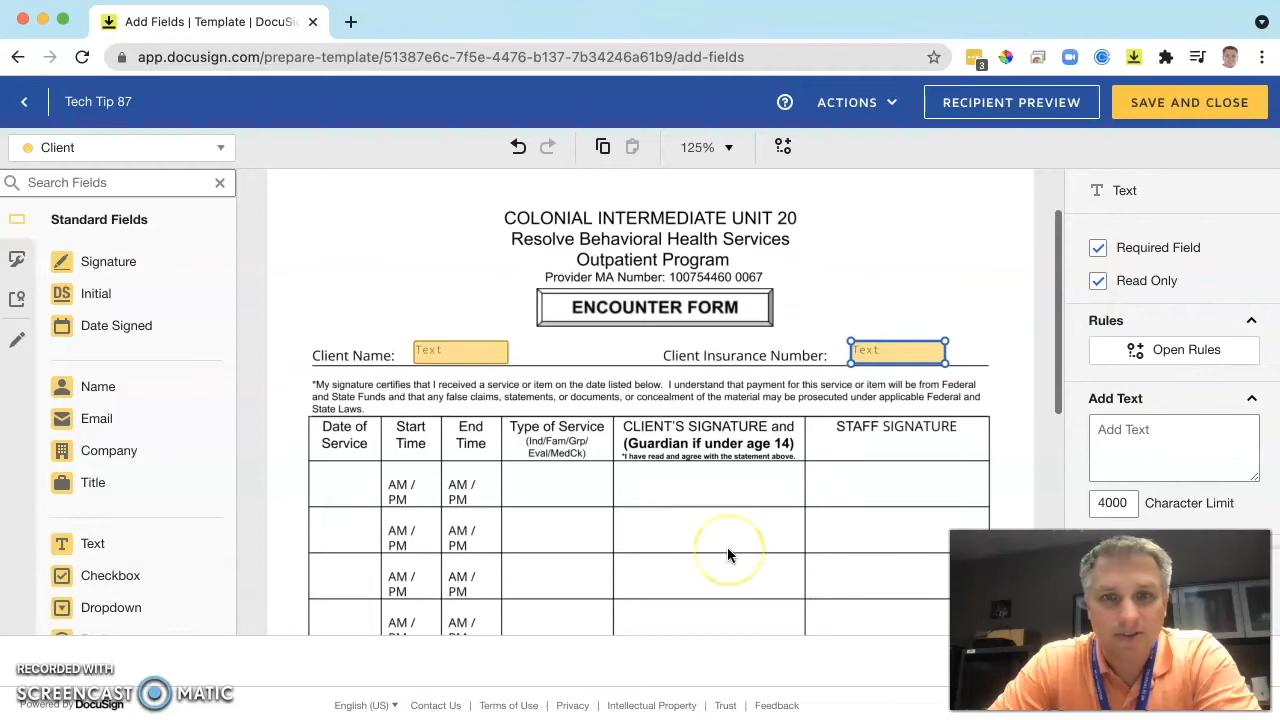 Add Fields | Template | DocuSi
app.docusign.com/prepare-template/51387e6c-7f5e-4476-b137-7b34246a61b9/add-fields
3
Tech Tip 87
ACTIONS
RECIPIENT PREVIEW
SAVE AND CLOSE
Client
125%
Search Fields
Standard Fields
Signature
DS
Initial
Date Signed
Name
Email
Company
Title
T
Text
Checkbox
Dropdown
COLONIAL INTERMEDIATE UNIT 20
Resolve Behavioral Health Services
Outpatient Program
Provider MA Number: 100754460 0067
ENCOUNTER FORM
Client Name:
Text
Client Insurance Number:
Text
*My signature certifies that I received a service or item on the date listed below. I understand that payment for this service or item will be from Federal
and State Funds and that any false claims, statements, or documents, or concealment of the material may be prosecuted under applicable Federal and
State Laws.
Date of Service
Start Time
End Time
Type of Service
(Ind/Fam/Grp/
Eval/MedCk)
CLIENT'S SIGNATURE and
(Guardian if under age 14)
*I have read and agree with the statement above.
STAFF SIGNATURE
AM / PM
AM / PM
AM / PM
AM / PM
AM / PM
AM / PM
AM / PM
AM / PM
T
Text
Required Field
Read Only
Rules
Open Rules
Add Text
Add Text
4000
Character Limit
RECORDED WITH
SCREENCAST MATIC
Powered by DocuSign
English (US)
Contact Us
Terms of Use
Privacy
Intellectual Property
Trust
Feedback